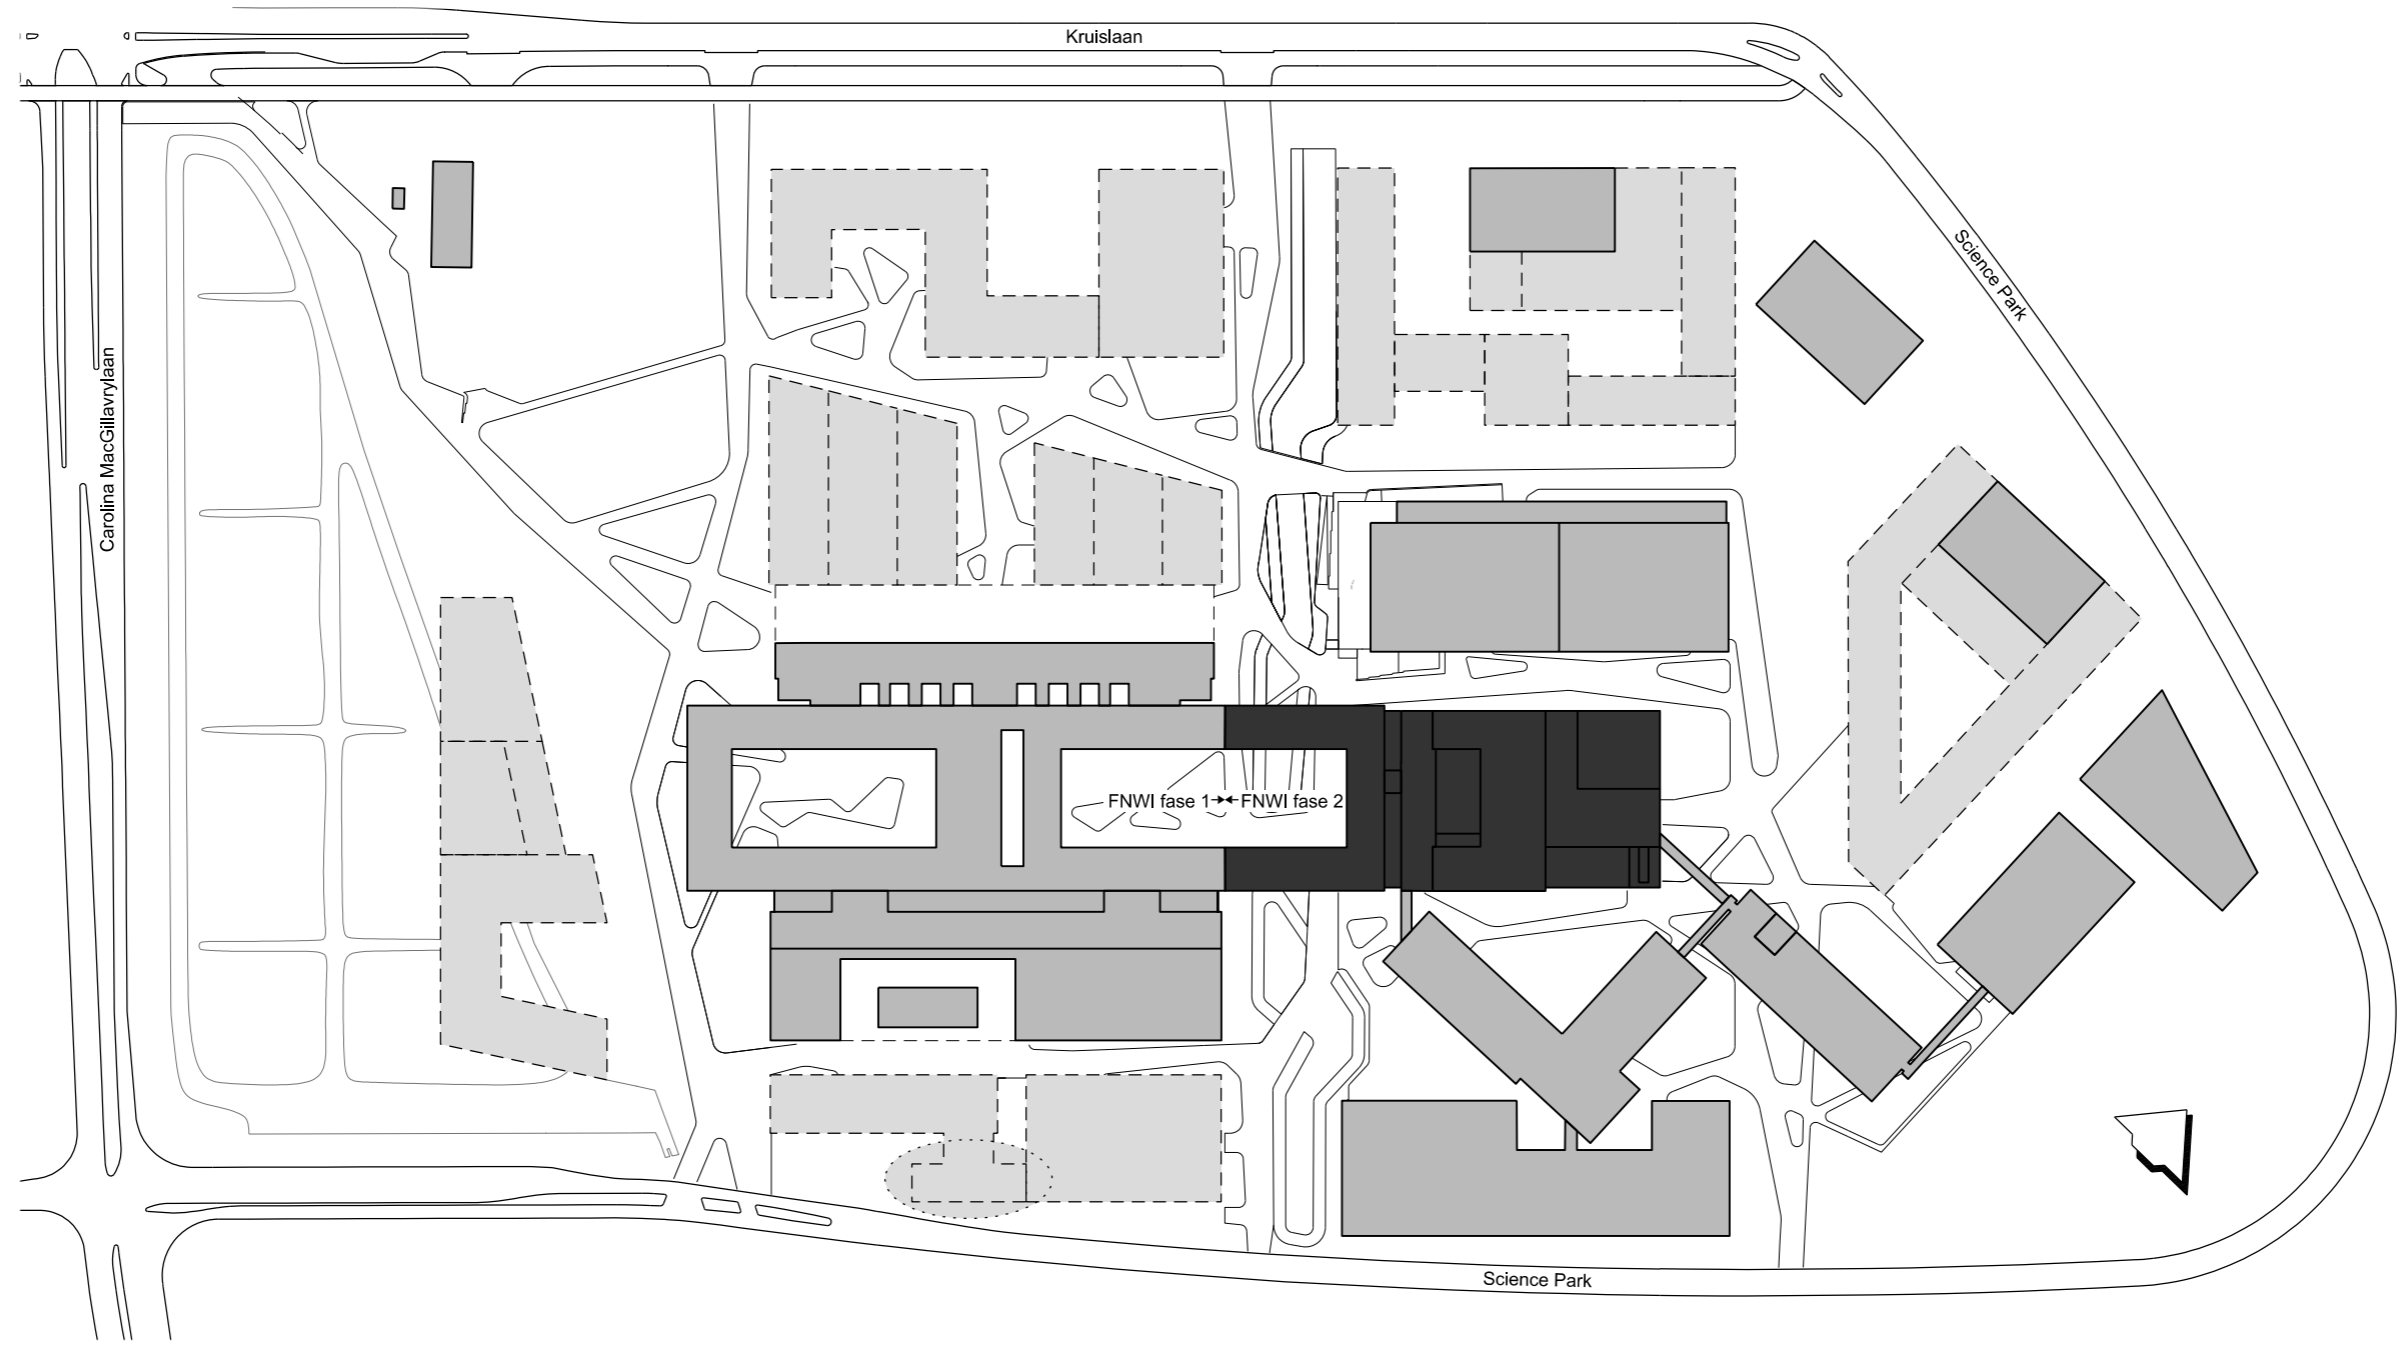 Kruislaan
Science Park
Carolina MacGillavrylaan
FNWI fase 1
FNWI fase 2
Science Park